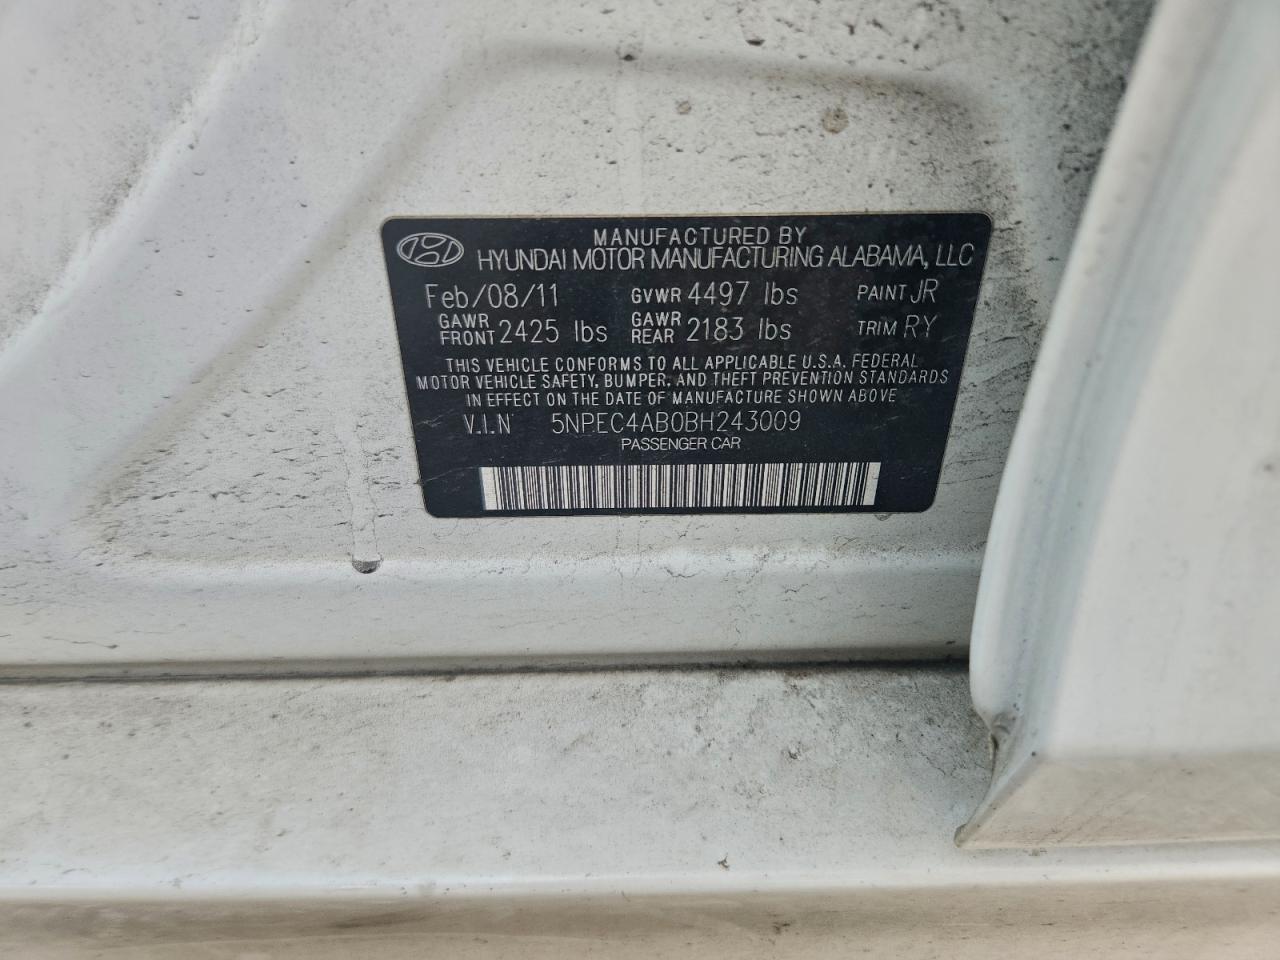 MANUFACTURED BY
HYUNDAI MOTOR MANUFACTURING ALABAMA, LLC
Feb/08/11 GVWR 4497 lbs PAINT JR
GAWR FRONT 2425 lbs GAWR REAR 2183 lbs TRIM RY
THIS VEHICLE CONFORMS TO ALL APPLICABLE U.S.A. FEDERAL
MOTOR VEHICLE SAFETY, BUMPER, AND THEFT PREVENTION STANDARDS
IN EFFECT ON THE DATE OF MANUFACTURE SHOWN ABOVE
V.I.N 5NPEC4AB0BH243009
PASSENGER CAR